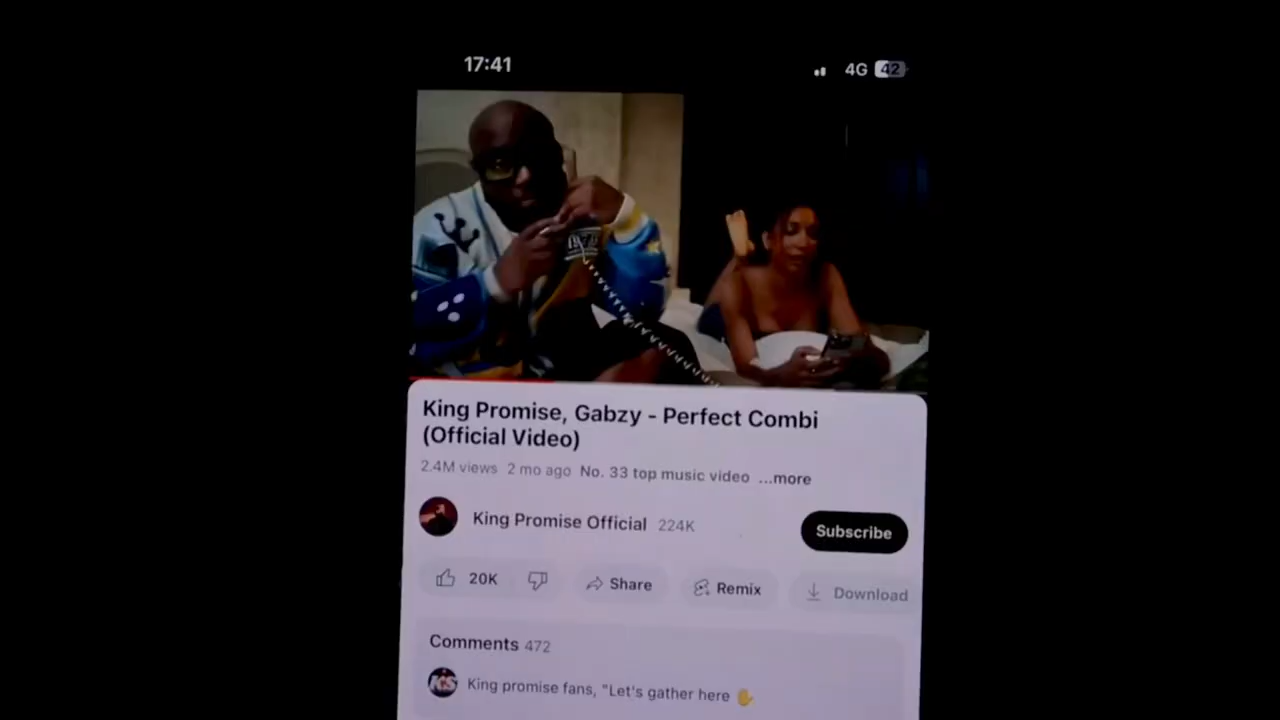 17:41
4G 42
King Promise, Gabzy - Perfect Combi
(Official Video)
2.4M views 2 mo ago No. 33 top music video ...more
King Promise Official 224K
Subscribe
20K Share Remix Download
Comments 472
King promise fans, "Let's gather here ✋